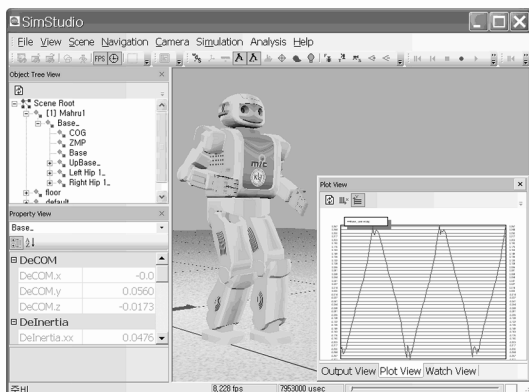 SimStudio
File View Scene Navigation Camera Simulation Analysis Help
FPS
Object Tree View
Scene Root
[1] Mahru1
Base_
COG
ZMP
Base
UpBase_
Left Hip 1_
Right Hip 1_
floor
default
Property View
Base_
DeCOM
DeCOM.x -0.0
DeCOM.y 0.0560
DeCOM.z -0.0173
DeInertia
DeInertia.xx 0.0476
mic
Plot View
Output View Plot View Watch View
8,228 fps 7953000 usec